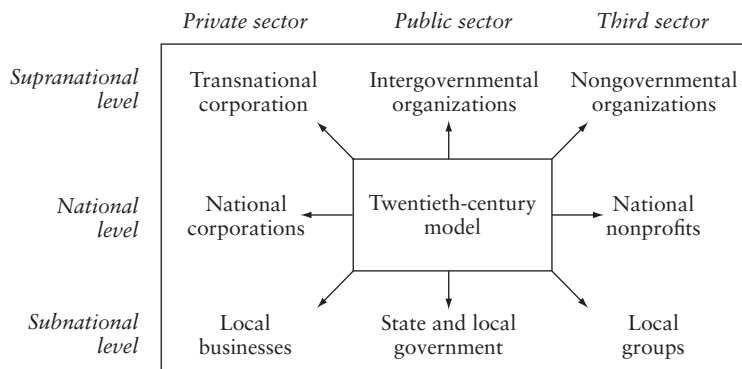 Private sector Public sector Third sector
Supranational
level
Transnational
corporation
Intergovernmental
organizations
Nongovernmental
organizations
National
level
National
corporations
Twentieth-century
model
National
nonprofits
Subnational
level
Local
businesses
State and local
government
Local
groups